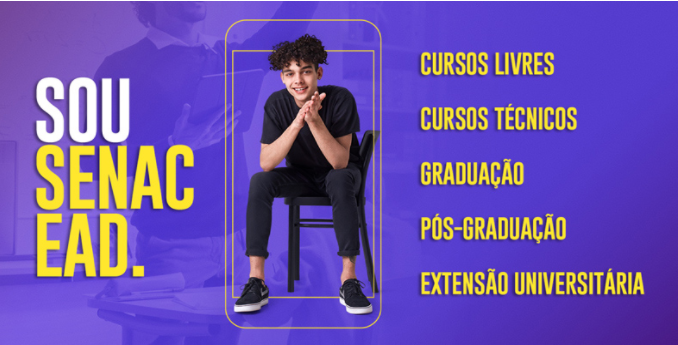 SOU
SENAC
EAD.
CURSOS LIVRES
CURSOS TÉCNICOS
GRADUAÇÃO
PÓS-GRADUAÇÃO
EXTENSÃO UNIVERSITÁRIA